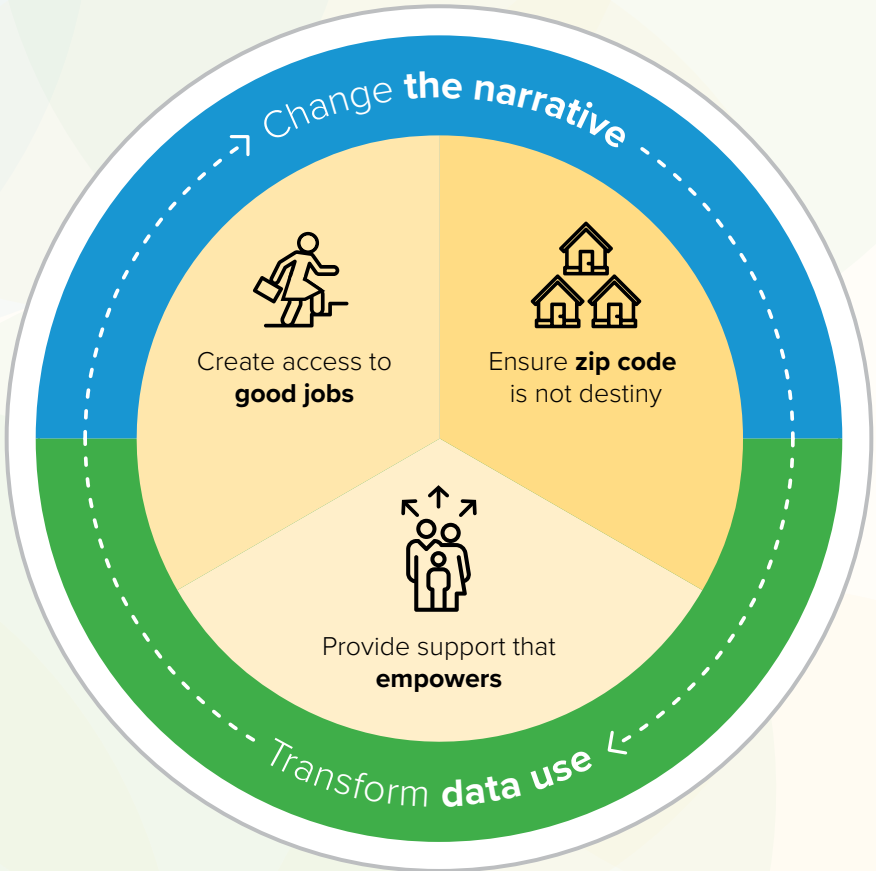 Change the narrative
Create access to
good jobs
Ensure zip code
is not destiny
Provide support that
empowers
Transform data use